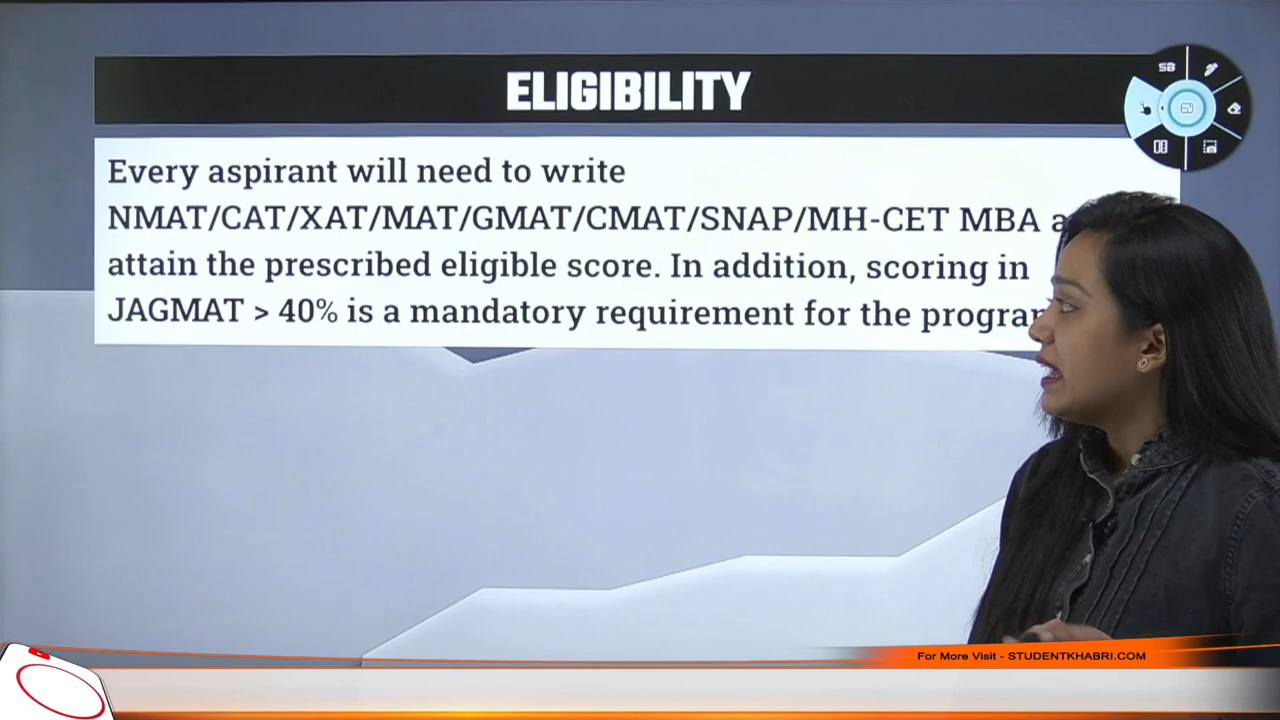 ELIGIBILITY
SB
Every aspirant will need to write
NMAT/CAT/XAT/MAT/GMAT/CMAT/SNAP/MH-CET MBA
attain the prescribed eligible score. In addition, scoring in
JAGMAT > 40% is a mandatory requirement for the
For More Visit - STUDENTKHABRI.COM